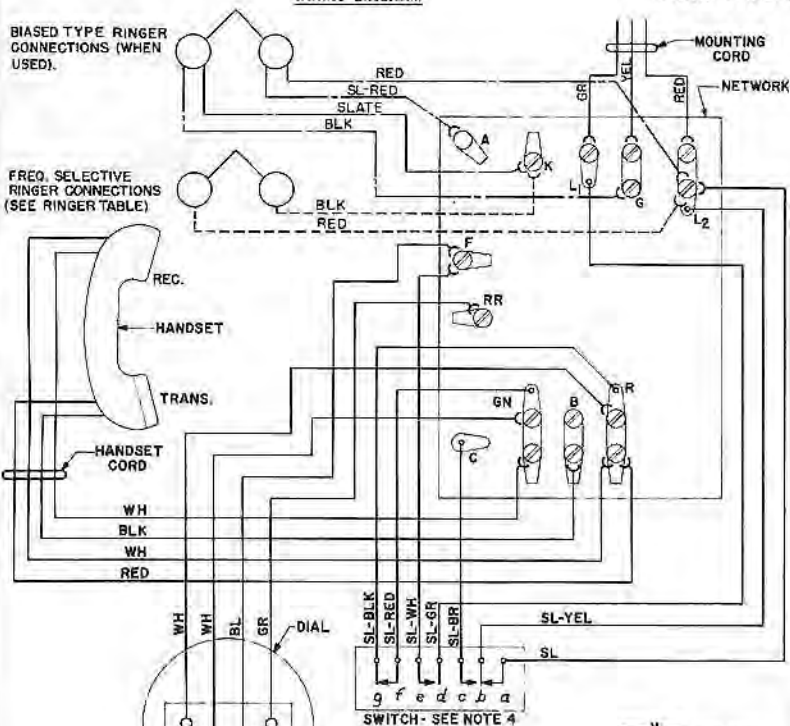 BIASED TYPE RINGER
CONNECTIONS (WHEN
USED).
RED
SL-RED
SLATE
BLK
A
K
GR
YEL
RED
MOUNTING
CORD
NETWORK
L1
G
L2
FREQ. SELECTIVE
RINGER CONNECTIONS
(SEE RINGER TABLE)
BLK
RED
F
RR
REC.
HANDSET
TRANS.
GN
B
R
C
HANDSET
CORD
WH
BLK
WH
RED
WH
WH
BL
GR
DIAL
SL-BLK
SL-RED
SL-WH
SL-GR
SL-BR
SL-YEL
SL
g f e d c b a
SWITCH - SEE NOTE 4